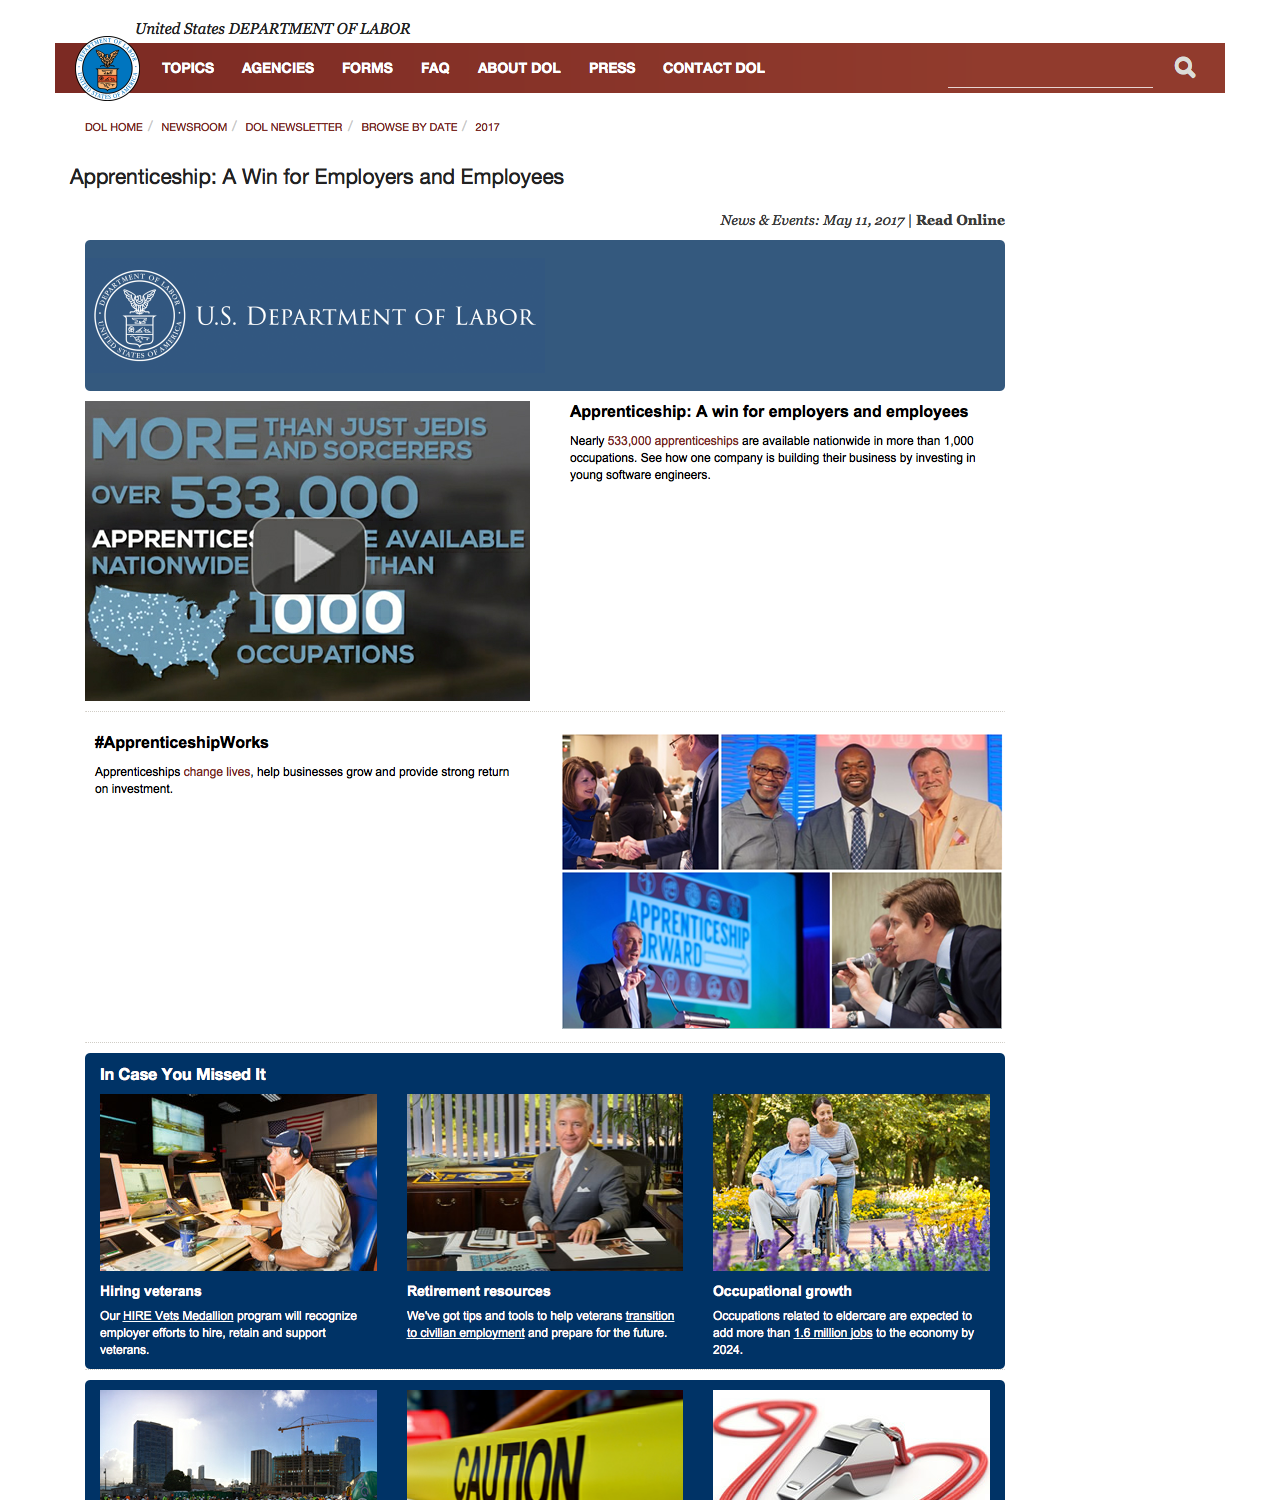 United States DEPARTMENT OF LABOR
TOPICS AGENCIES FORMS FAQ ABOUT DOL PRESS CONTACT DOL
DOL HOME / NEWSROOM / DOL NEWSLETTER / BROWSE BY DATE / 2017
Apprenticeship: A Win for Employers and Employees
News & Events: May 11, 2017 | Read Online
DEPARTMENT OF LABOR
UNITED STATES OF AMERICA
U.S. DEPARTMENT OF LABOR
MORE THAN JUST JEDIS
AND SORCERERS
OVER 533,000
APPRENTICES E AVAILABLE
NATIONWIDE THAN
1000
OCCUPATIONS
Apprenticeship: A win for employers and employees
Nearly 533,000 apprenticeships are available nationwide in more than 1,000
occupations. See how one company is building their business by investing in
young software engineers.
#ApprenticeshipWorks
Apprenticeships change lives, help businesses grow and provide strong return
on investment.
APPRENTICESHIP
FORWARD
In Case You Missed It
Hiring veterans
Our HIRE Vets Medallion program will recognize
employer efforts to hire, retain and support
veterans.
Retirement resources
We've got tips and tools to help veterans transition
to civilian employment and prepare for the future.
Occupational growth
Occupations related to eldercare are expected to
add more than 1.6 million jobs to the economy by
2024.
CAUTION